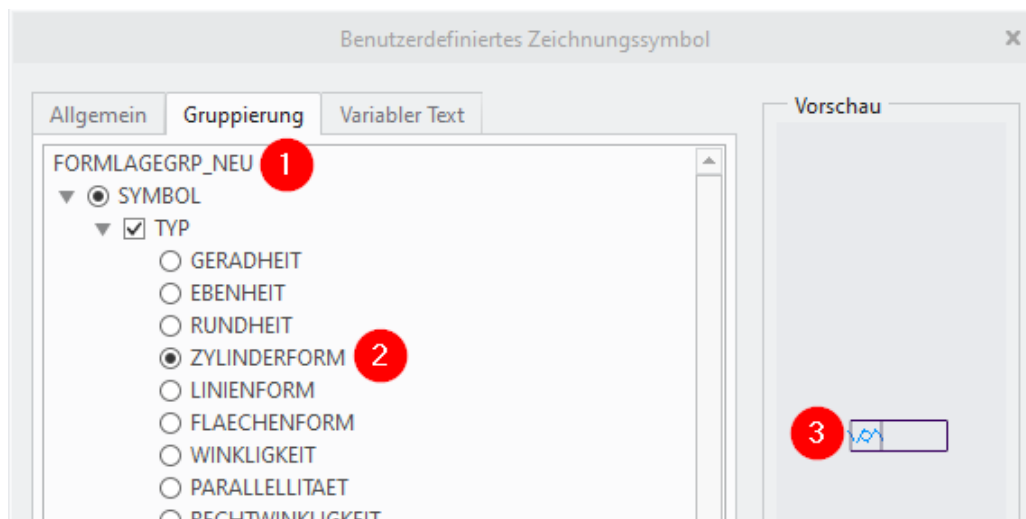 Benutzerdefiniertes Zeichnungssymbol
Allgemein Gruppierung Variabler Text
Vorschau
FORMLAGEGRP_NEU 1
SYMBOL
TYP
GERADHEIT
EBENHEIT
RUNDHEIT
ZYLINDERFORM 2
LINIENFORM
FLAECHENFORM
3
WINKLIGKEIT
PARALLELLITAET
RECHTWINKLIGKEIT